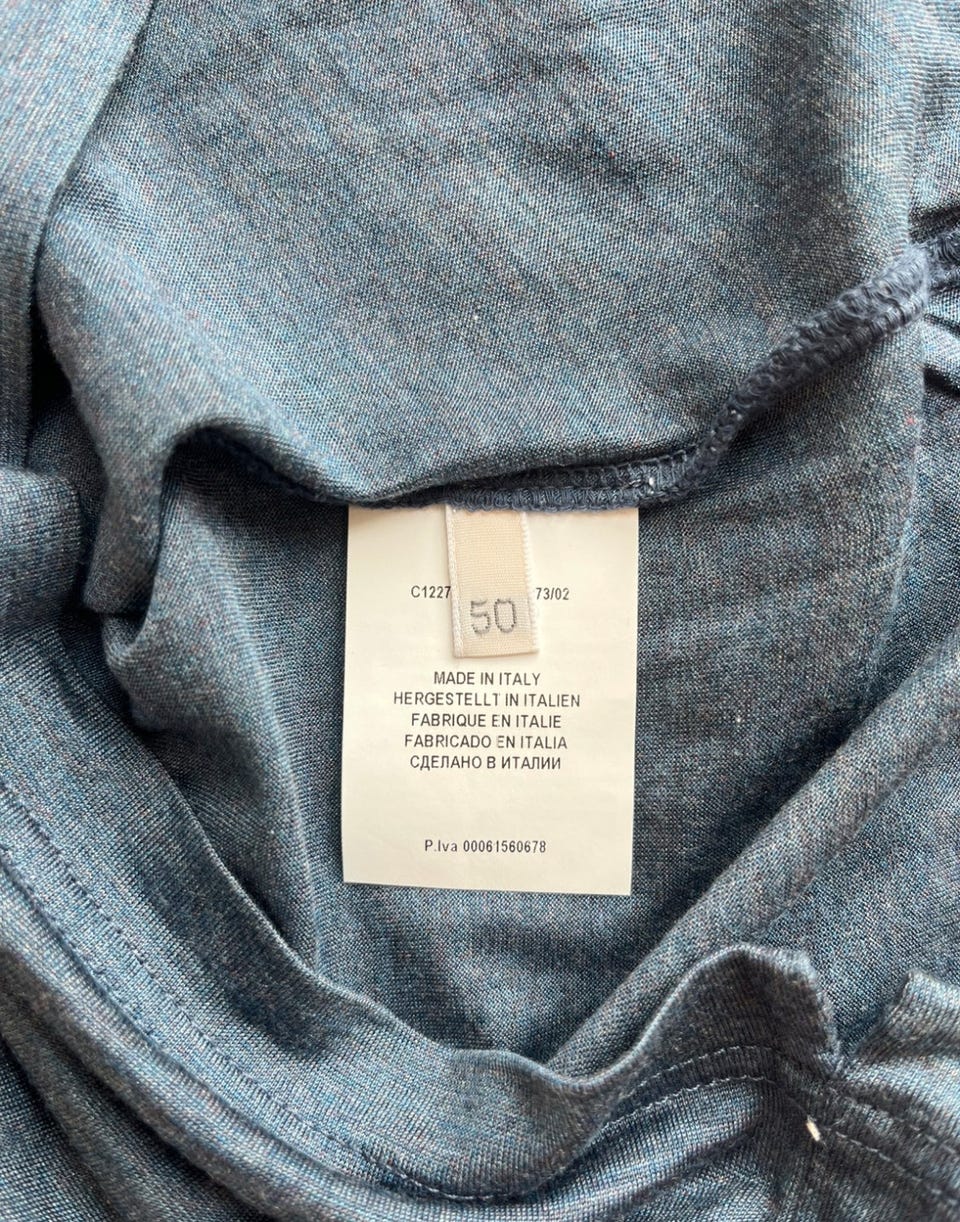 C1227 73/02
50
MADE IN ITALY
HERGESTELLT IN ITALIEN
FABRIQUE EN ITALIE
FABRICADO EN ITALIA
СДЕЛАНО В ИТАЛИИ
P.Iva 00061560678